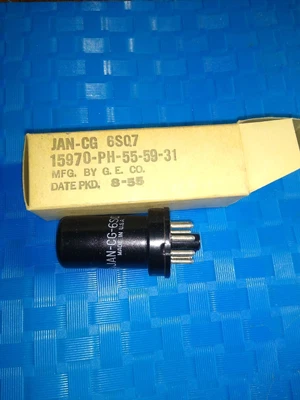 JAN-CG 6SQ7
15970-PH-55-59-31
MFG. BY G. E. CO.
DATE PKD. 8-55
JAN-CG-6S
MADE IN U.S.A.